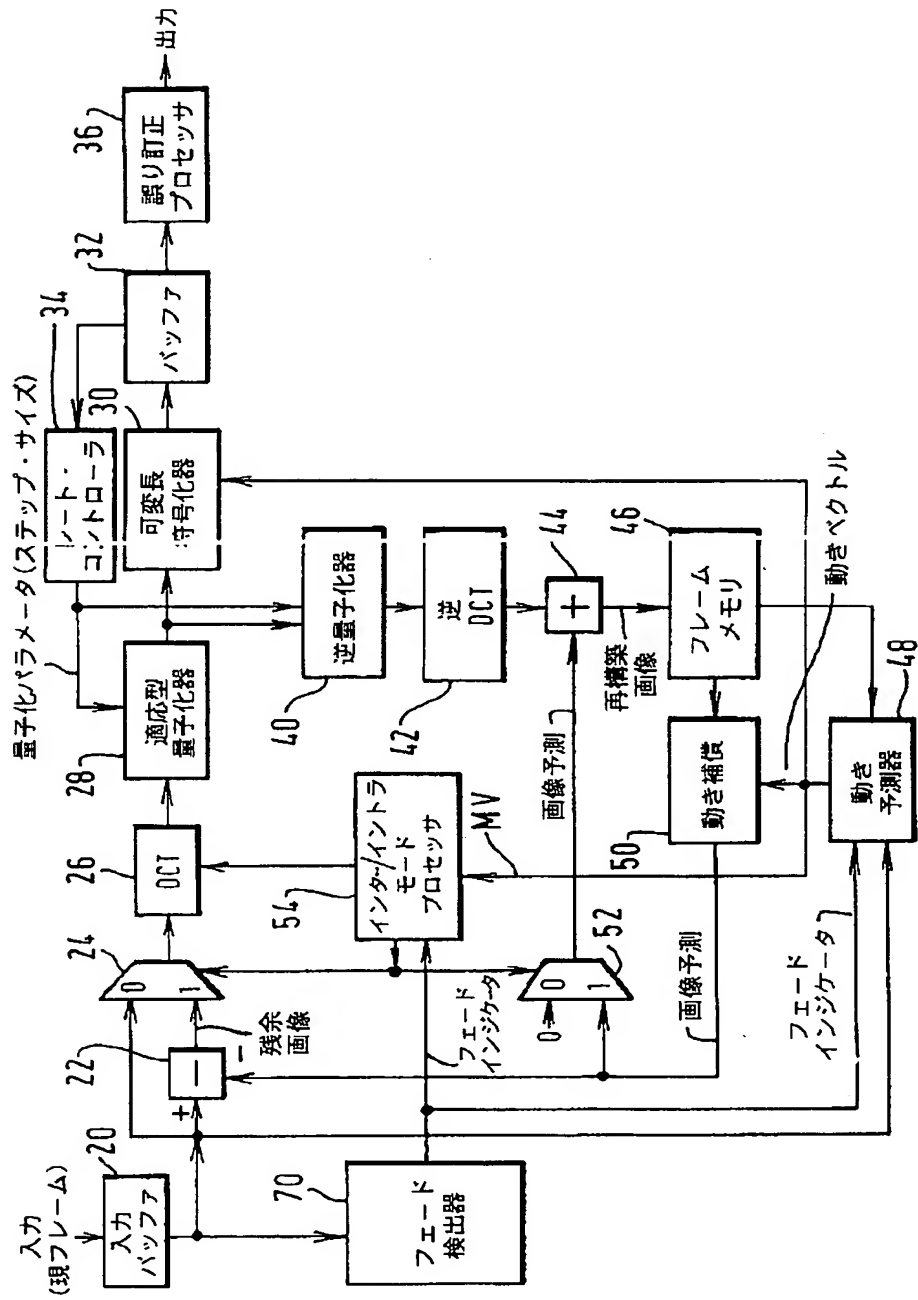 入力
(現フレーム)
20
入力
バッファ
70
フェード
検出器
+
−
22
−
残余
画像
24
0
1
26
DCT
28
適応型
量子化器
量子化パラメータ(ステップ・サイズ)
34
レート・
コントローラ
30
可変長
符号化器
32
バッファ
36
誤り訂正
プロセッサ
出力
54
インター/イントラ
モード
プロセッサ
フェード
インジケータ
MV
40
逆量子化器
42
逆
DCT
44
+
画像予測
再構築
画像
46
フレーム
メモリ
52
0
0
1
画像予測
50
動き補償
動きベクトル
48
動き
予測器
フェード
インジケータ